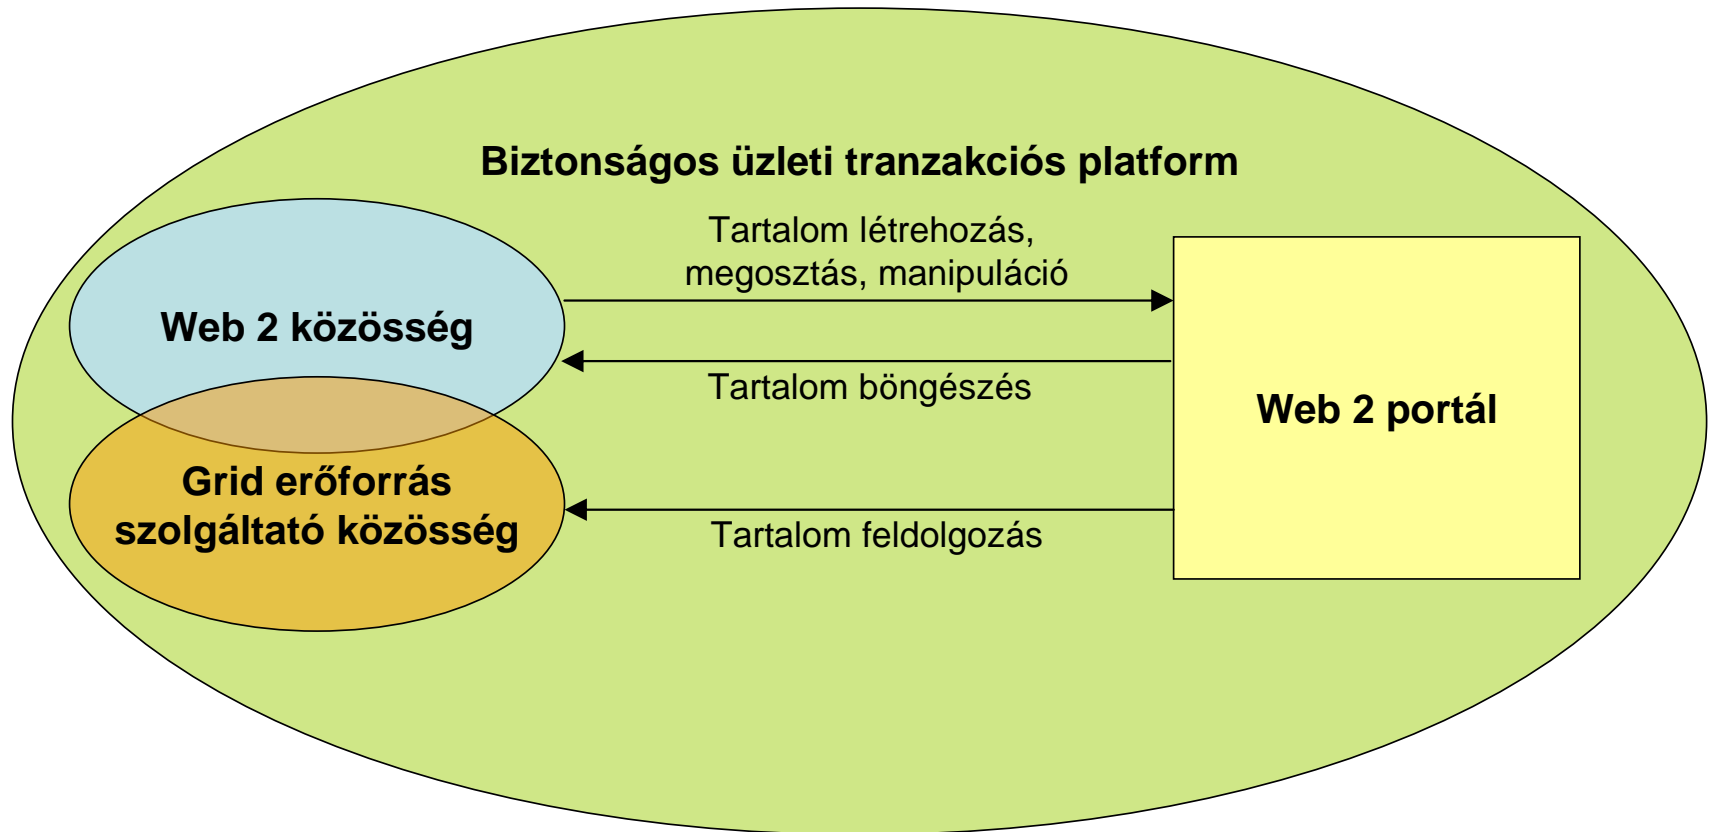 Biztonságos üzleti tranzakciós platform
Tartalom létrehozás,
megosztás, manipuláció
Web 2 közösség
Tartalom böngészés
Web 2 portál
Grid erőforrás
szolgáltató közösség
Tartalom feldolgozás